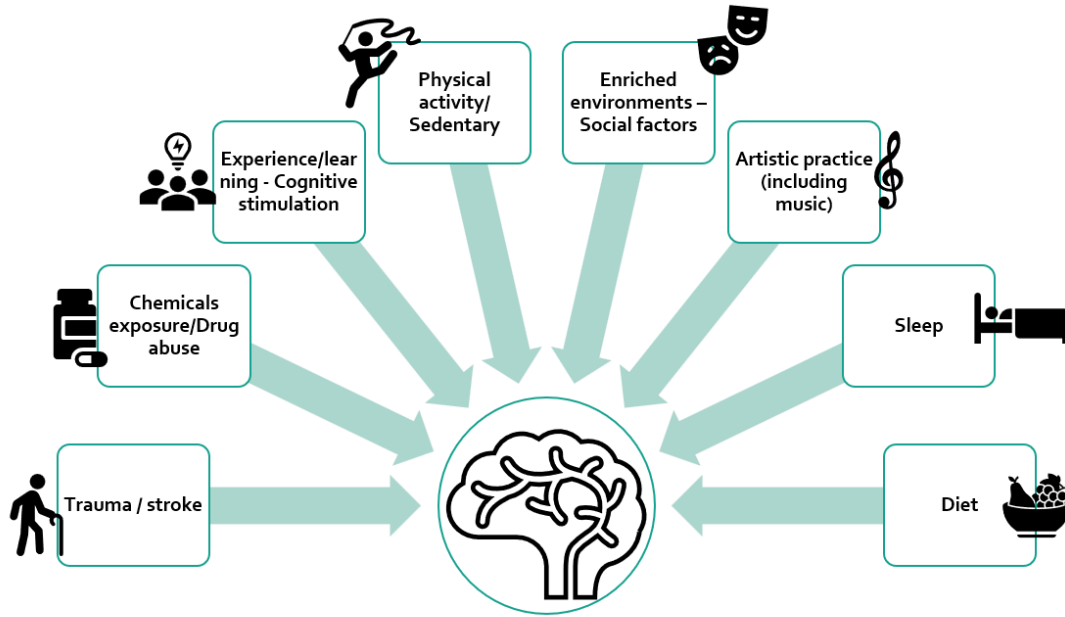 Physical
activity/
Sedentary
Enriched
environments –
Social factors
Experience/lear
ning - Cognitive
stimulation
Artistic practice
(including
music)
Chemicals
exposure/Drug
abuse
Sleep
Trauma / stroke
Diet